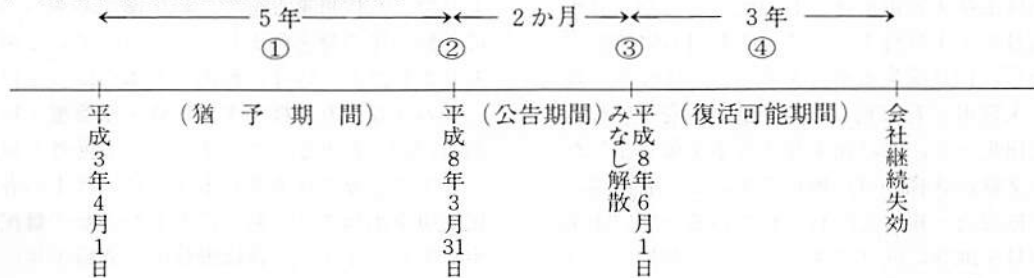 5年
2か月
3年
①
②
③
④
(猶予期間)
(公告期間)
(復活可能期間)
平成3年4月1日
平成8年3月31日
みなし解散
平成8年6月1日
会社継続失効